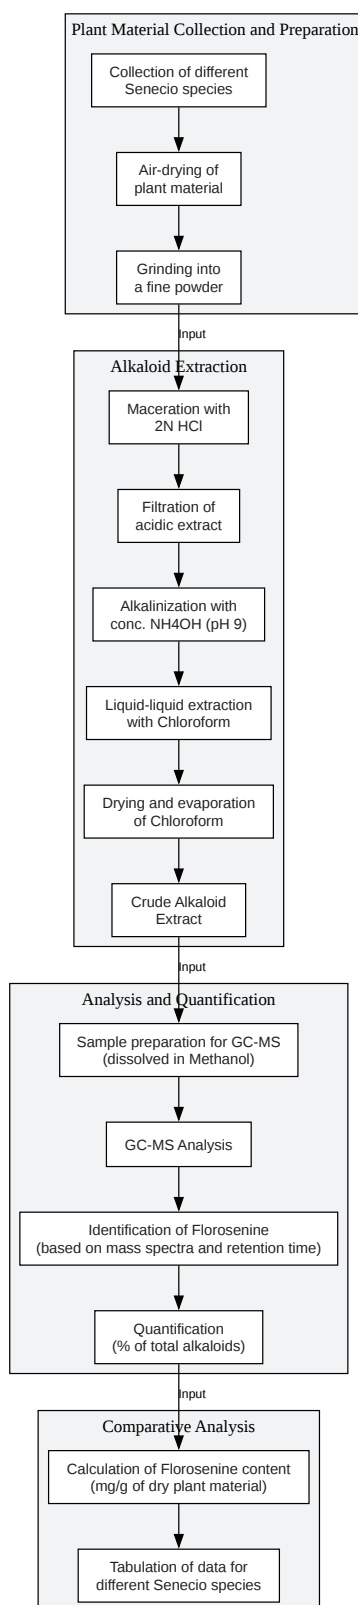 Plant Material Collection and Preparation
Collection of different
Senecio species
Air-drying of
plant material
Grinding into
a fine powder
Input
Alkaloid Extraction
Maceration with
2N HCl
Filtration of
acidic extract
Alkalinization with
conc. NH4OH (pH 9)
Liquid-liquid extraction
with Chloroform
Drying and evaporation
of Chloroform
Crude Alkaloid
Extract
Input
Analysis and Quantification
Sample preparation for GC-MS
(dissolved in Methanol)
GC-MS Analysis
Identification of Florosenine
(based on mass spectra and retention time)
Quantification
(% of total alkaloids)
Input
Comparative Analysis
Calculation of Florosenine content
(mg/g of dry plant material)
Tabulation of data for
different Senecio species